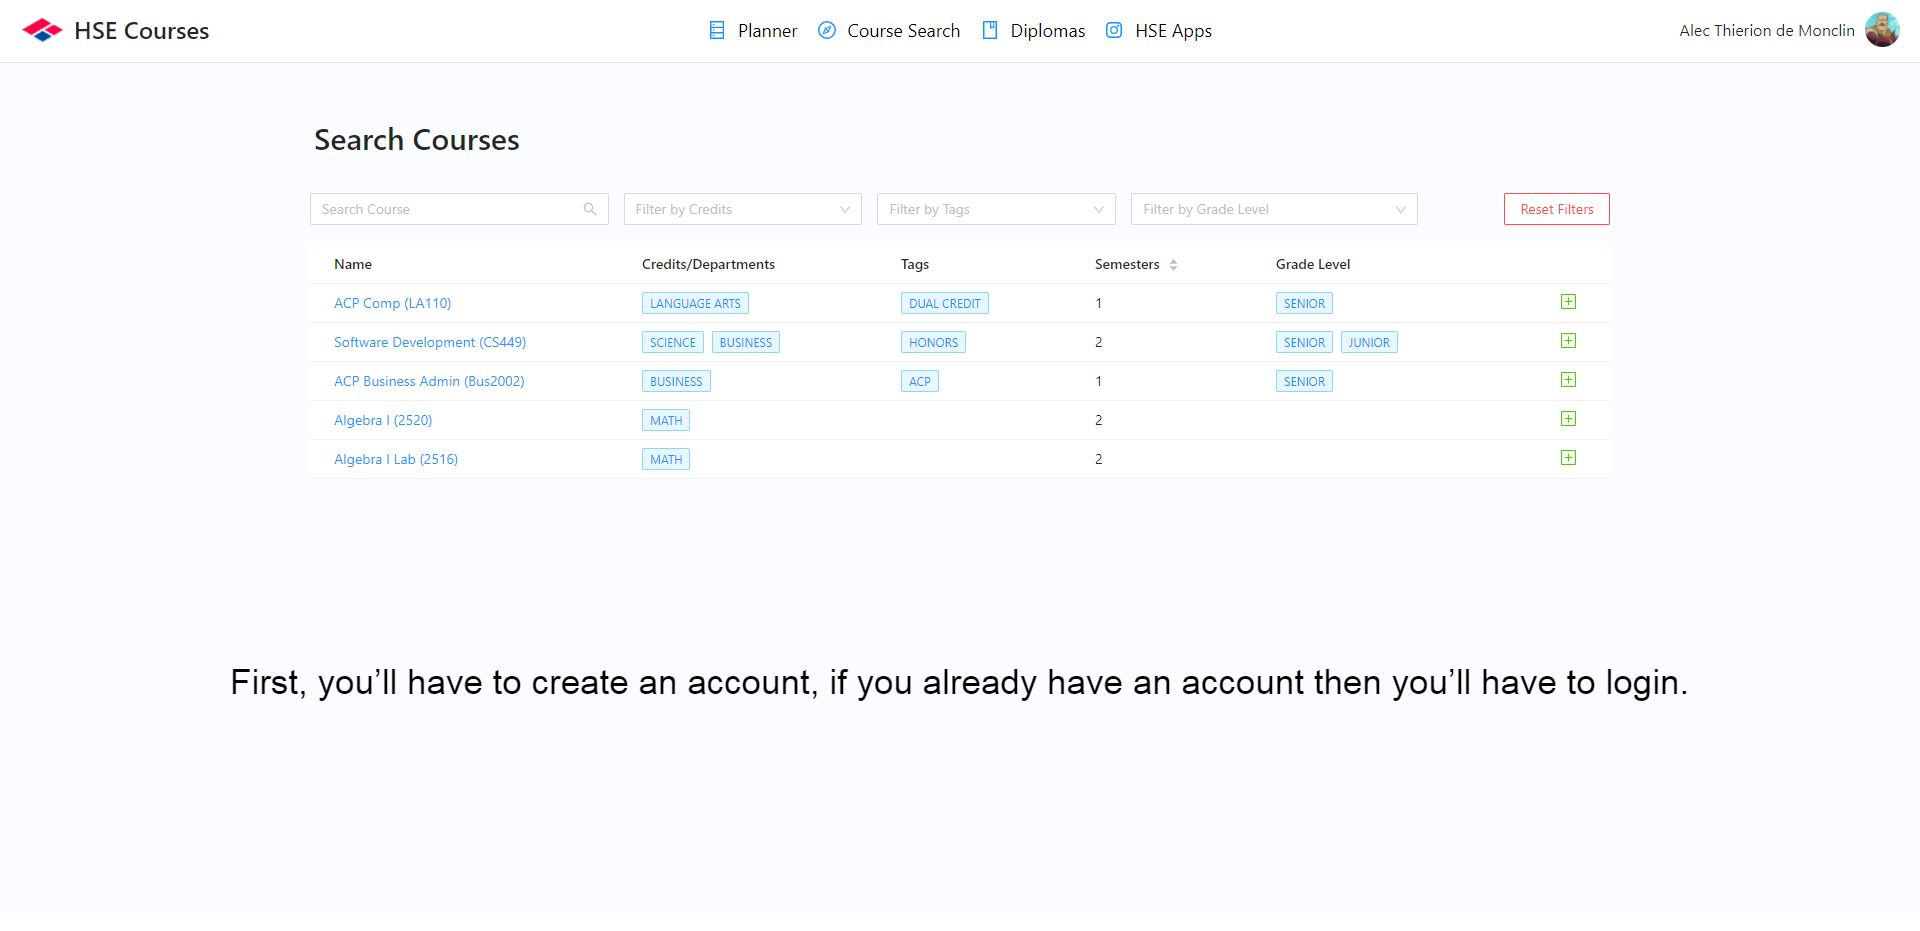 HSE Courses
Planner Course Search Diplomas HSE Apps
Alec Thierion de Monclin
Search Courses
Search Course Filter by Credits Filter by Tags Filter by Grade Level Reset Filters
Name Credits/Departments Tags Semesters Grade Level
ACP Comp (LA110) LANGUAGE ARTS DUAL CREDIT 1 SENIOR
Software Development (CS449) SCIENCE BUSINESS HONORS 2 SENIOR JUNIOR
ACP Business Admin (Bus2002) BUSINESS ACP 1 SENIOR
Algebra I (2520) MATH 2
Algebra I Lab (2516) MATH 2
First, you’ll have to create an account, if you already have an account then you’ll have to login.